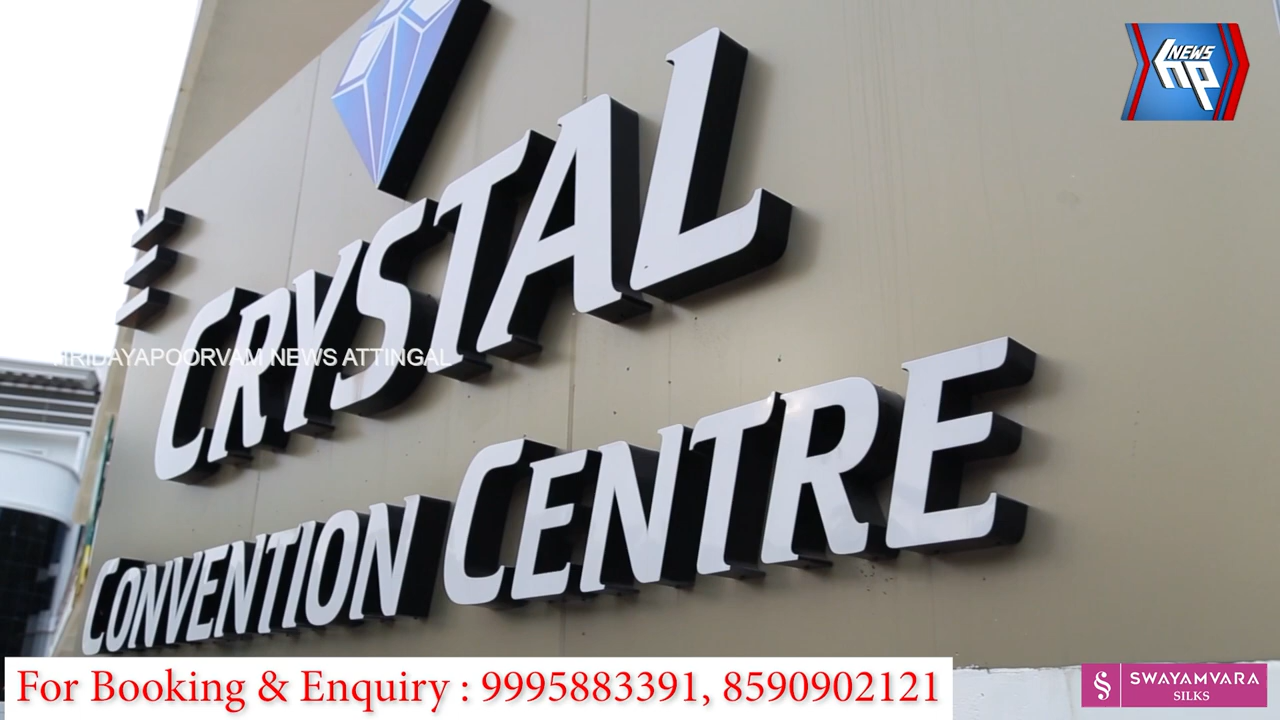 NEWS
hp
CRYSTAL
HRIDAYAPOORVAM NEWS ATTINGAL
CONVENTION CENTRE
For Booking & Enquiry : 9995883391, 8590902121
SWAYAMVARA
SILKS